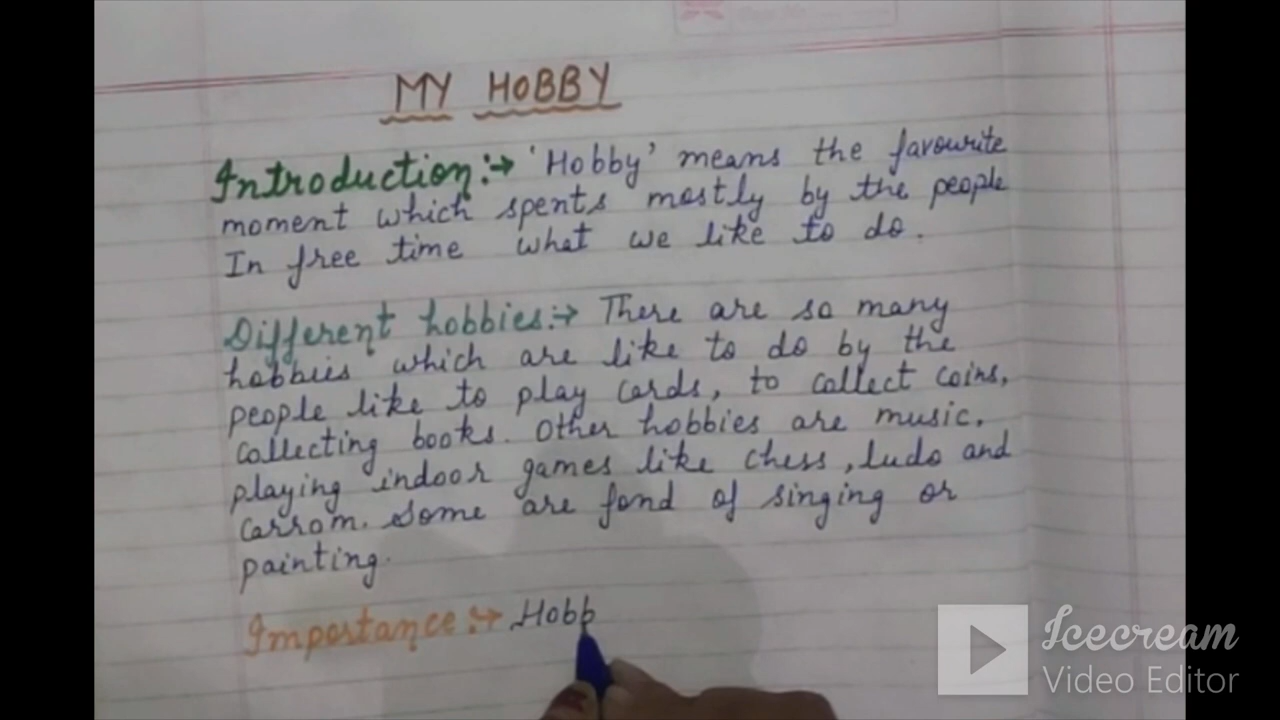 MY HOBBY
Introduction:→ 'Hobby' means the favourite
moment which spents mostly by the people
In free time what we like to do.
Different hobbies:→ There are so many
hobbies which are like to do by the
people like to play cards, to collect coins,
collecting books. Other hobbies are music,
playing indoor games like chess, ludo and
carrom. Some are fond of singing or
painting.
Importance:→ Hobb
Icecream
Video Editor